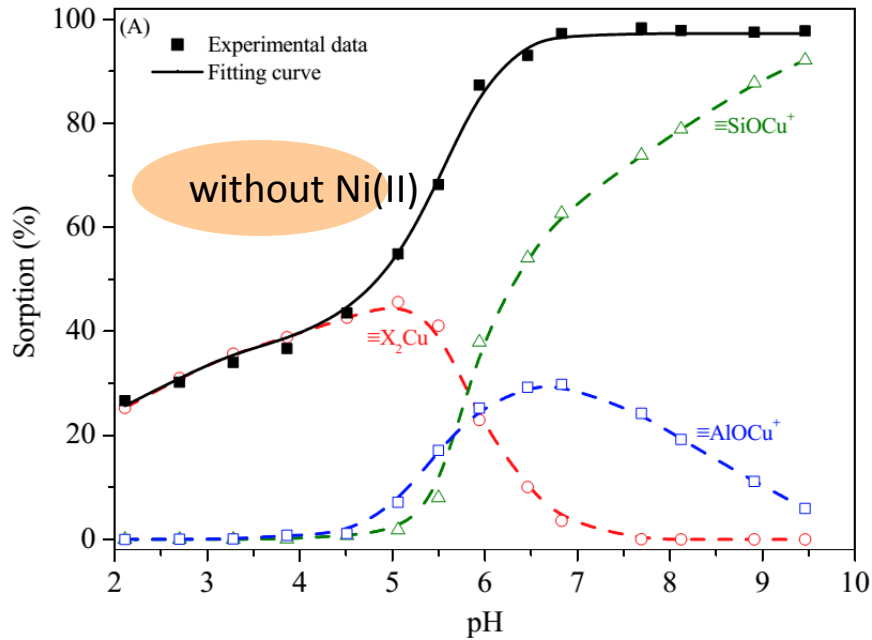 (A)
Experimental data
Fitting curve
without Ni(II)
≡SiOCu⁺
≡X₂Cu
≡AlOCu⁺
Sorption (%)
100
80
60
40
20
0
2 3 4 5 6 7 8 9 10
pH